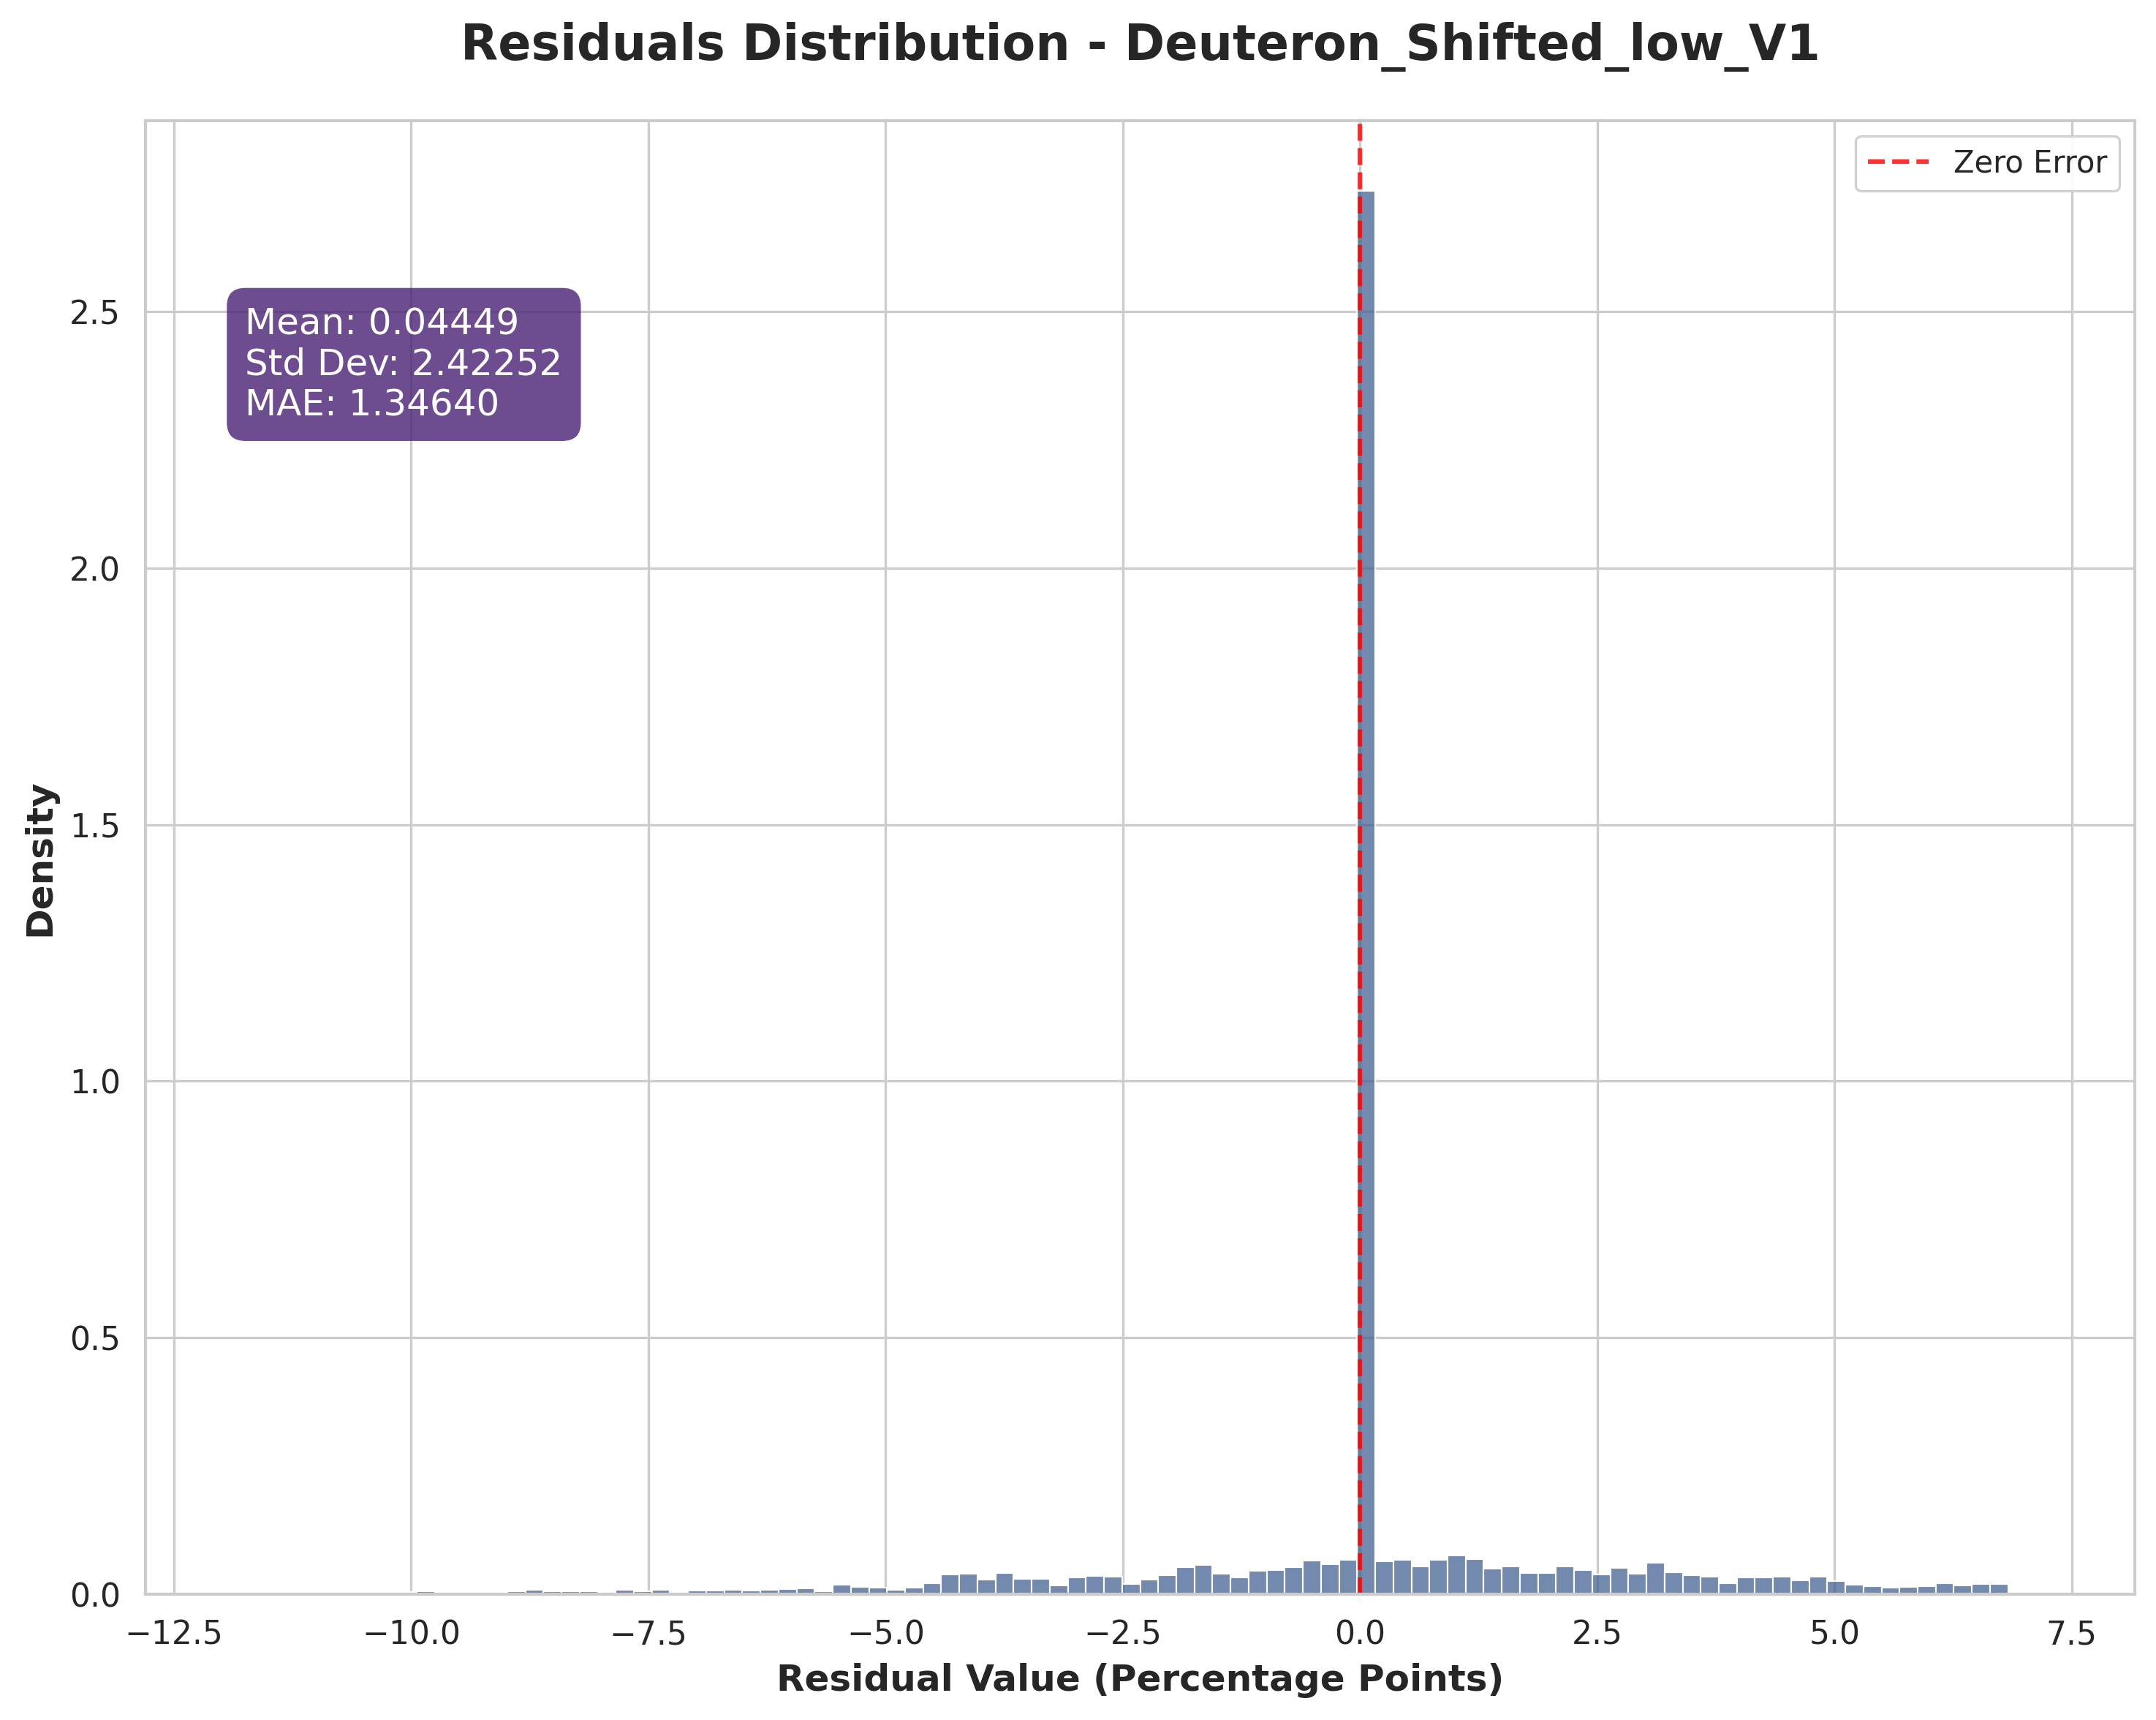 Residuals Distribution - Deuteron_Shifted_low_V1
Zero Error
Mean: 0.04449
Std Dev: 2.42252
MAE: 1.34640
Density
2.5
2.0
1.5
1.0
0.5
0.0
−12.5 −10.0 −7.5 −5.0 −2.5 0.0 2.5 5.0 7.5
Residual Value (Percentage Points)